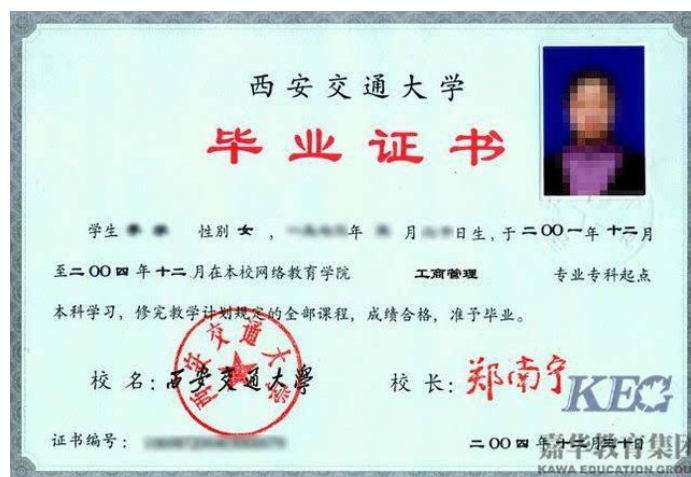 西安交通大学
毕业证书
学生 性别 女 , 年 月 日生, 于 二〇〇一年 十二月
至二〇〇四年十二月在本校网络教育学院 工商管理 专业专科起点
本科学习, 修完教学计划规定的全部课程, 成绩合格, 准予毕业。
校 名: 西安交通大學 校 长: 郑南宁
西安交通大学
证书编号: 二〇〇四年十二月三十日
KEG
嘉华教育集团
KAWA EDUCATION GROUP